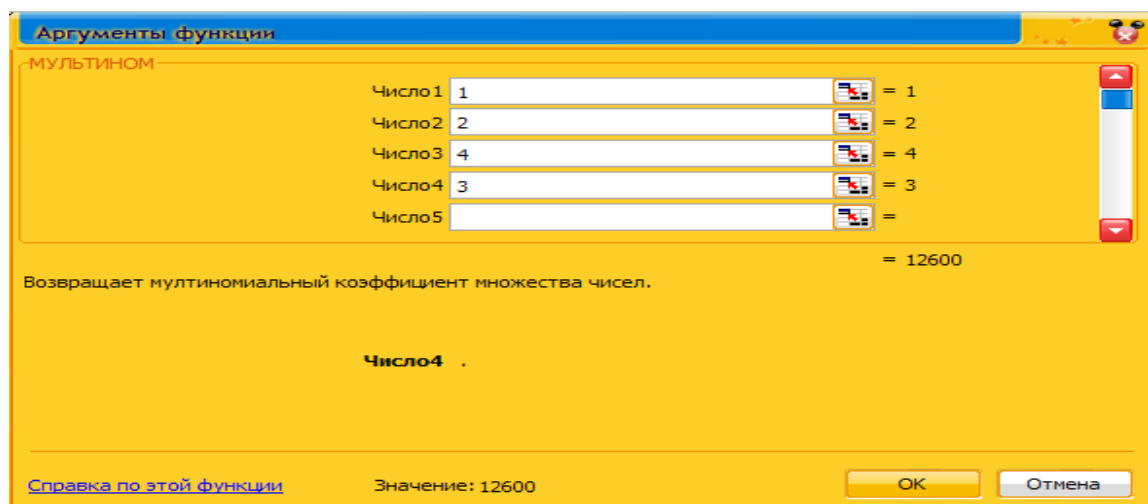 Аргументы функции
МУЛЬТИНОМ
Число1 1 = 1
Число2 2 = 2
Число3 4 = 4
Число4 3 = 3
Число5 =
= 12600
Возвращает мултиномиальный коэффициент множества чисел.
Число4 .
Справка по этой функции Значение: 12600 ОК Отмена